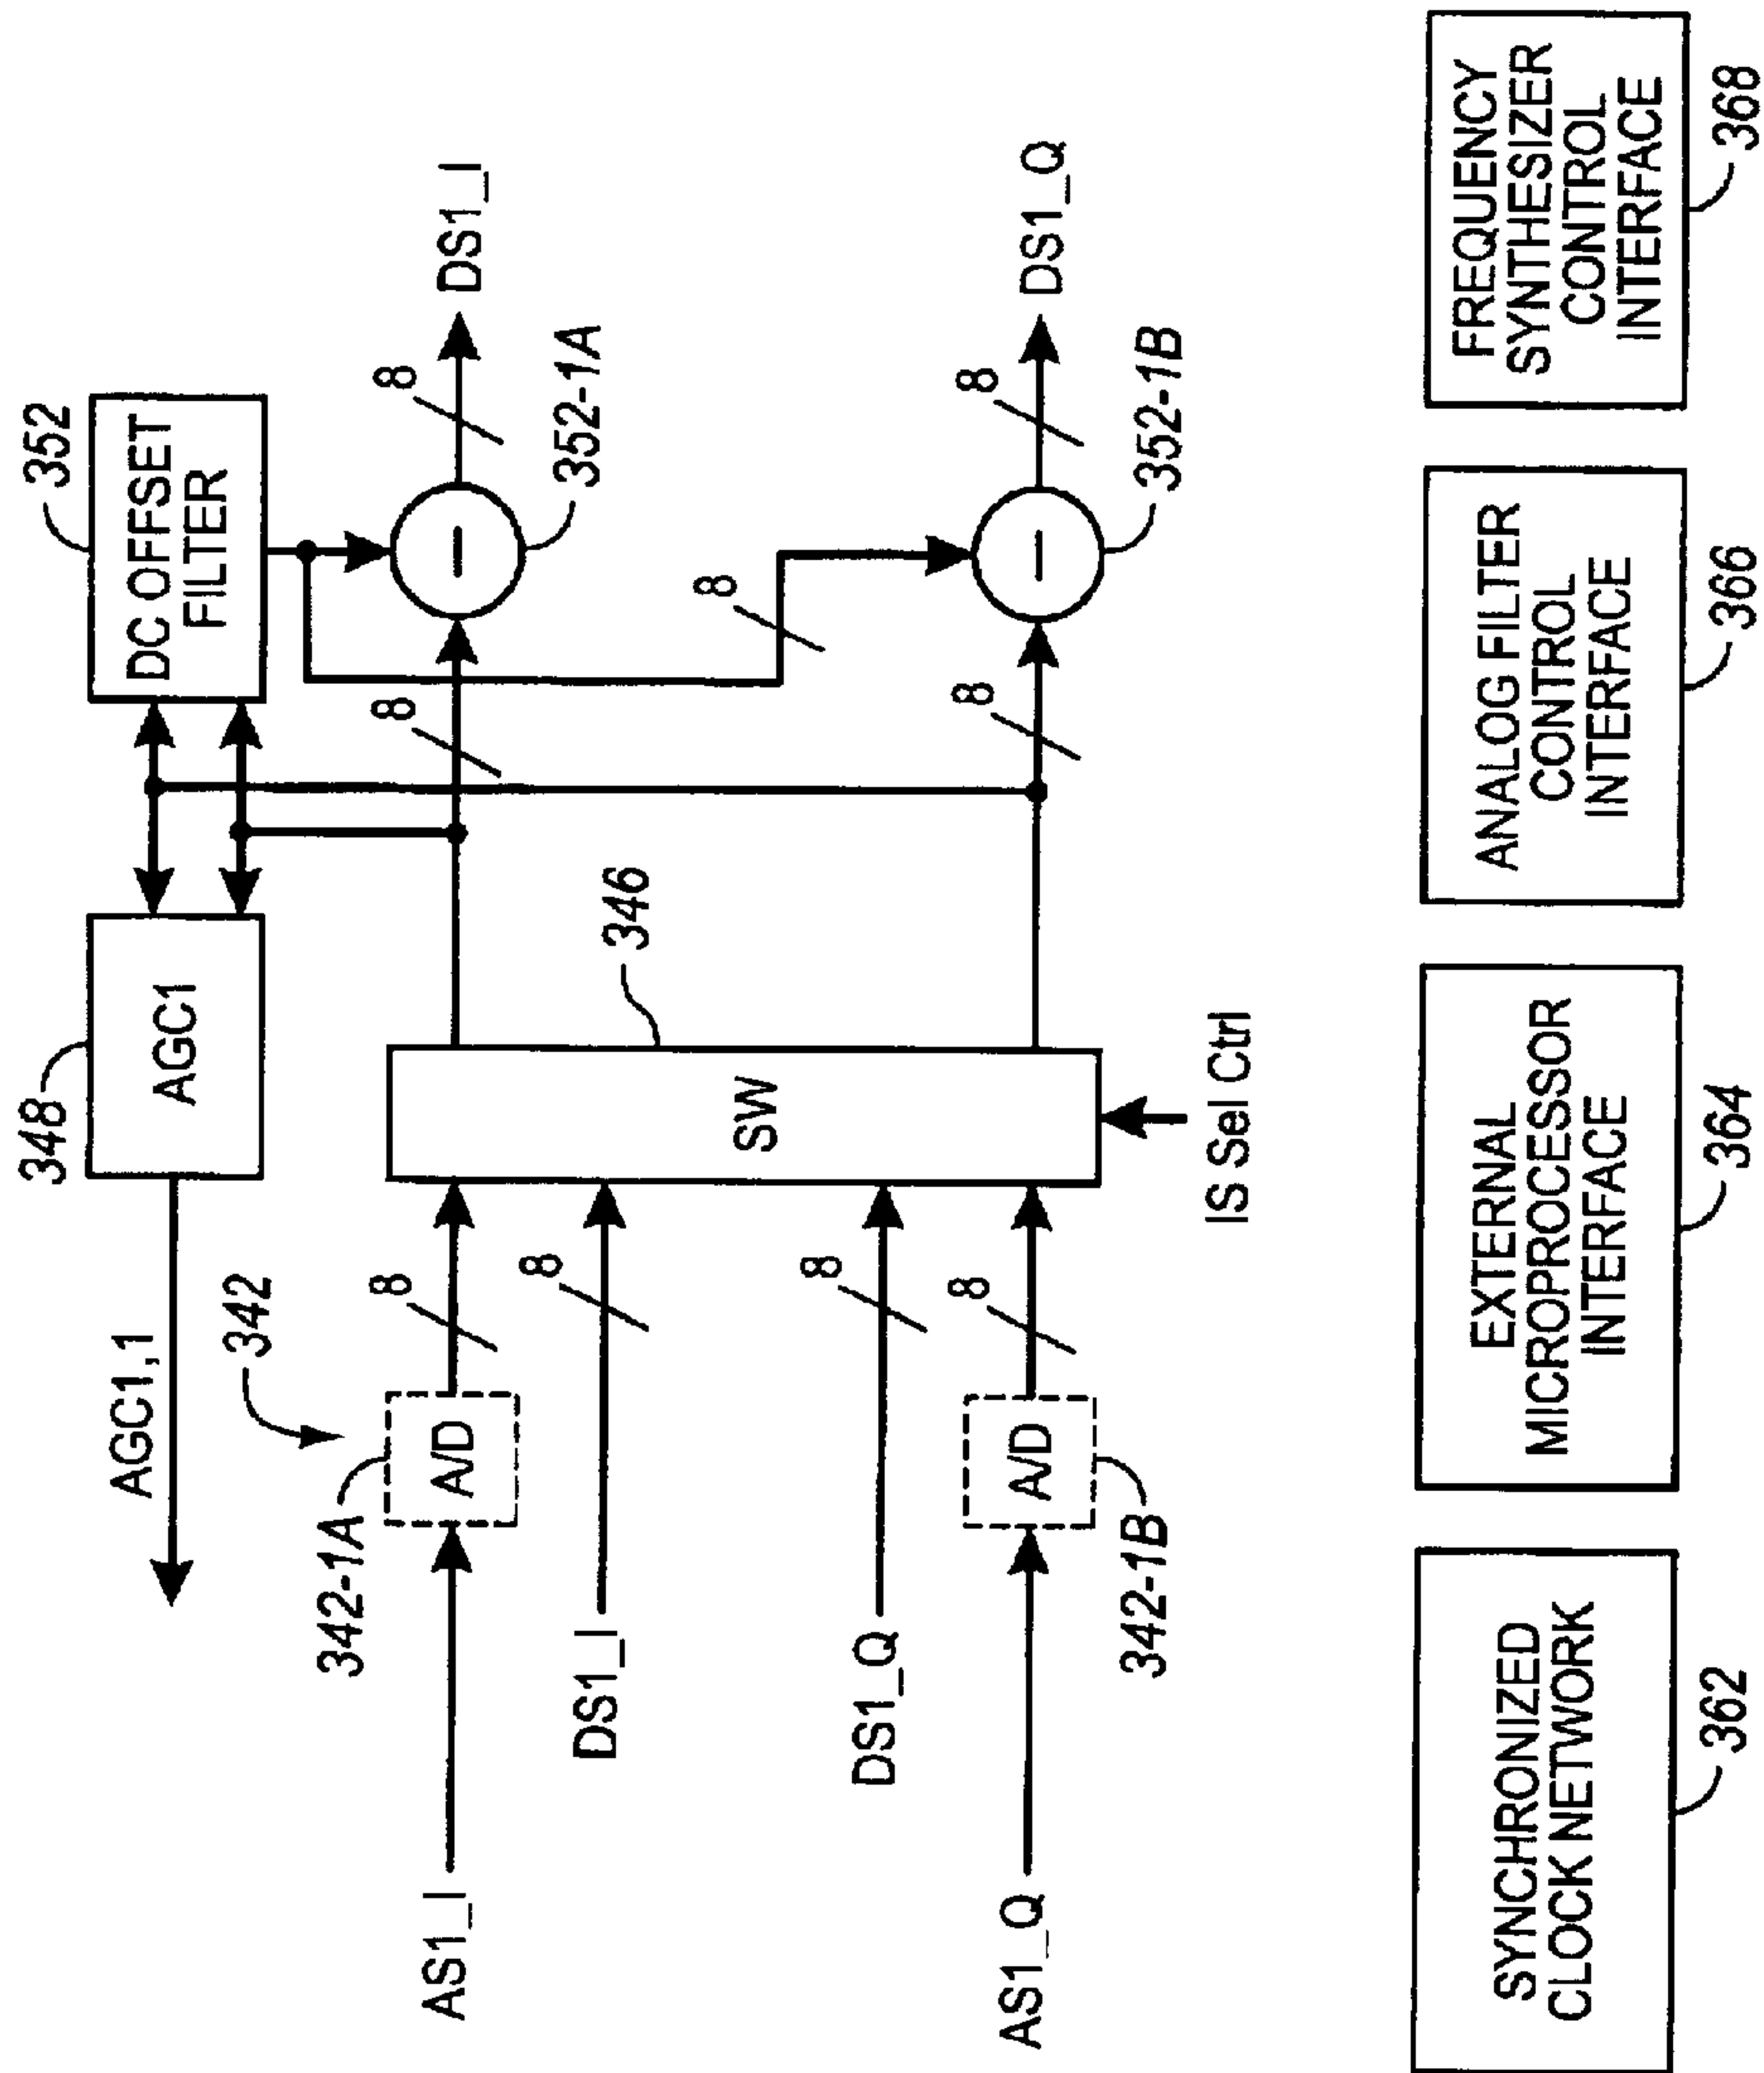 348
AGC1
352
DC OFFSET
FILTER
AGC1,1
342
342-1A
A/D
8
AS1_I
8
DS1_I
346
SW
8
8
DS1_I
352-1A
DS1_Q
8
8
AS1_Q
A/D
8
342-1B
IS Sel Ctrl
8
8
DS1_Q
352-1B
SYNCHRONIZED
CLOCK NETWORK
362
EXTERNAL
MICROPROCESSOR
INTERFACE
364
ANALOG FILTER
CONTROL
INTERFACE
366
FREQUENCY
SYNTHESIZER
CONTROL
INTERFACE
368